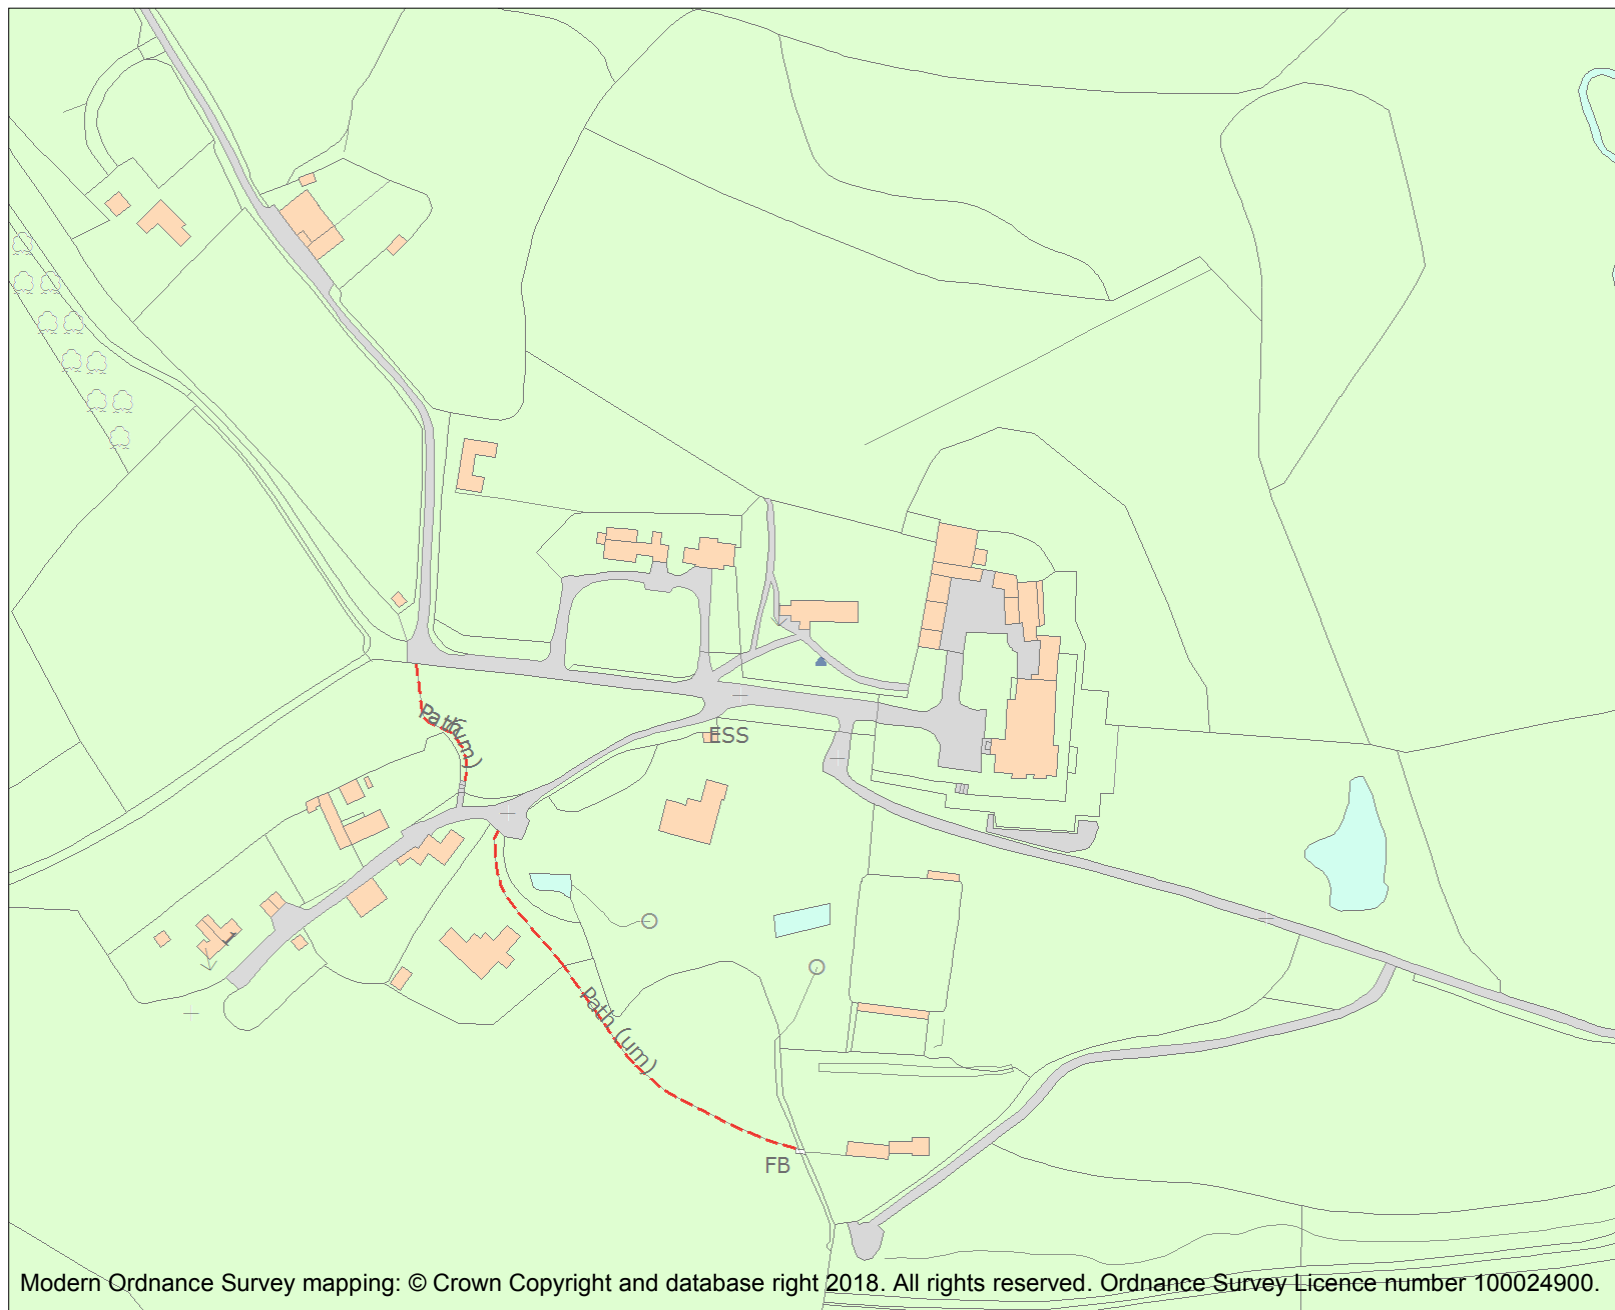 Path (um)
ESS
1
Path (um)
FB
Modern Ordnance Survey mapping: © Crown Copyright and database right 2018. All rights reserved. Ordnance Survey Licence number 100024900.